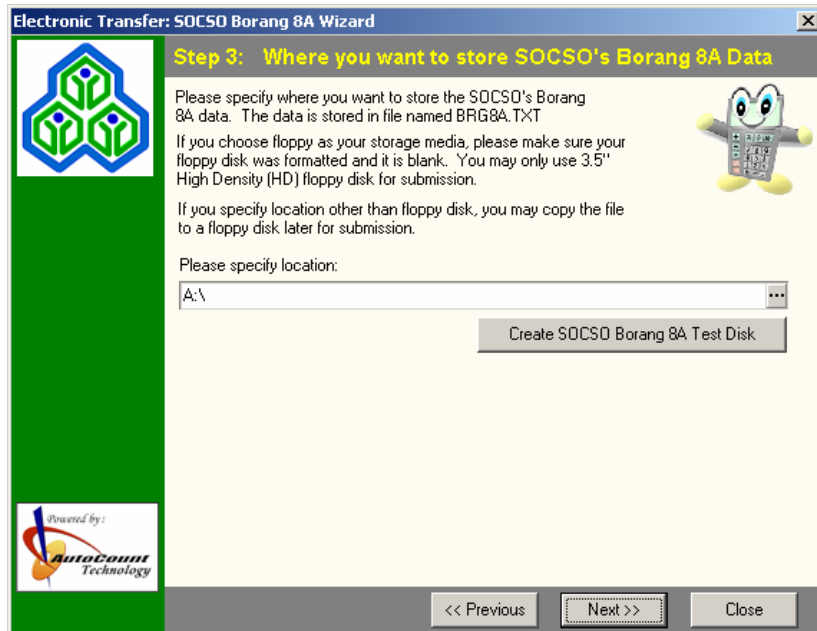 Electronic Transfer: SOCSO Borang 8A Wizard
Step 3: Where you want to store SOCSO's Borang 8A Data
Please specify where you want to store the SOCSO's Borang
8A data. The data is stored in file named BRG8A.TXT
If you choose floppy as your storage media, please make sure your
floppy disk was formatted and it is blank. You may only use 3.5"
High Density (HD) floppy disk for submission.
If you specify location other than floppy disk, you may copy the file
to a floppy disk later for submission.
Please specify location:
A:\
...
Create SOCSO Borang 8A Test Disk
Powered by :
AutoCount
Technology
<< Previous
Next >>
Close